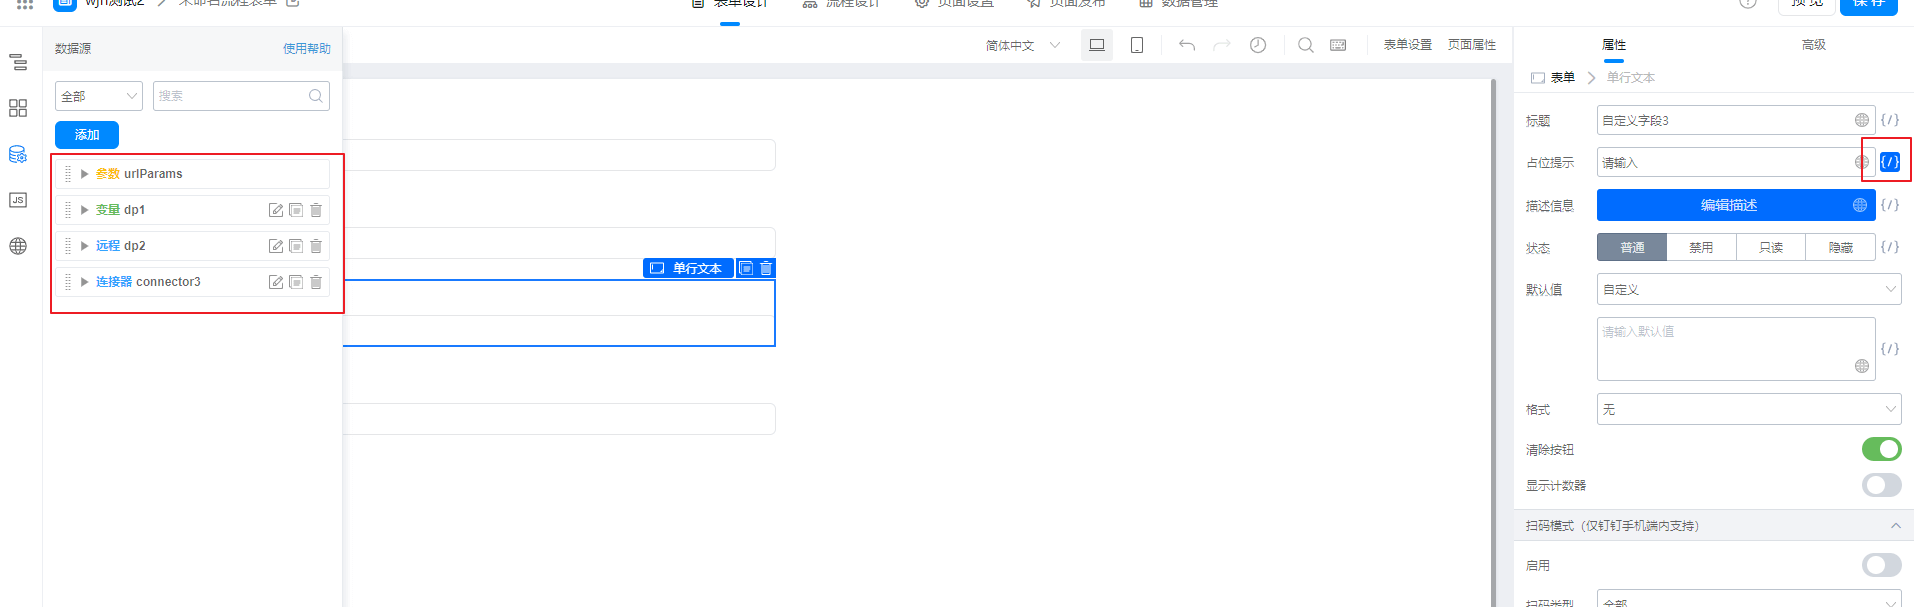 wjh测试2
未命名流程表单
表单设计
流程设计
页面设置
页面发布
数据管理
预 览
保 存
数据源
使用帮助
全部
搜索
添加
参数 urlParams
变量 dp1
远程 dp2
连接器 connector3
简体中文
表单设置
页面属性
单行文本
属性
高级
表单
单行文本
标题
自定义字段3
{/}
占位提示
请输入
{/}
描述信息
编辑描述
{/}
状态
普通
禁用
只读
隐藏
{/}
默认值
自定义
请输入默认值
{/}
格式
无
清除按钮
显示计数器
扫码模式（仅钉钉手机端内支持）
启用
扫码类型
全部
JS